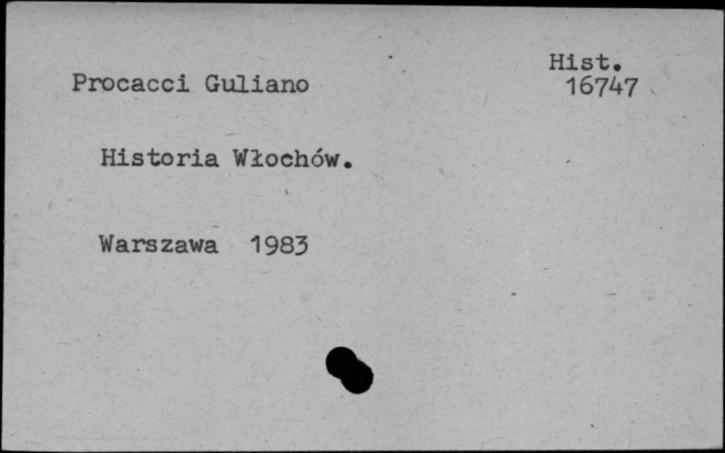 Hist.
16747
Procacci Guliano
Historia Włochów.
Warszawa 1983